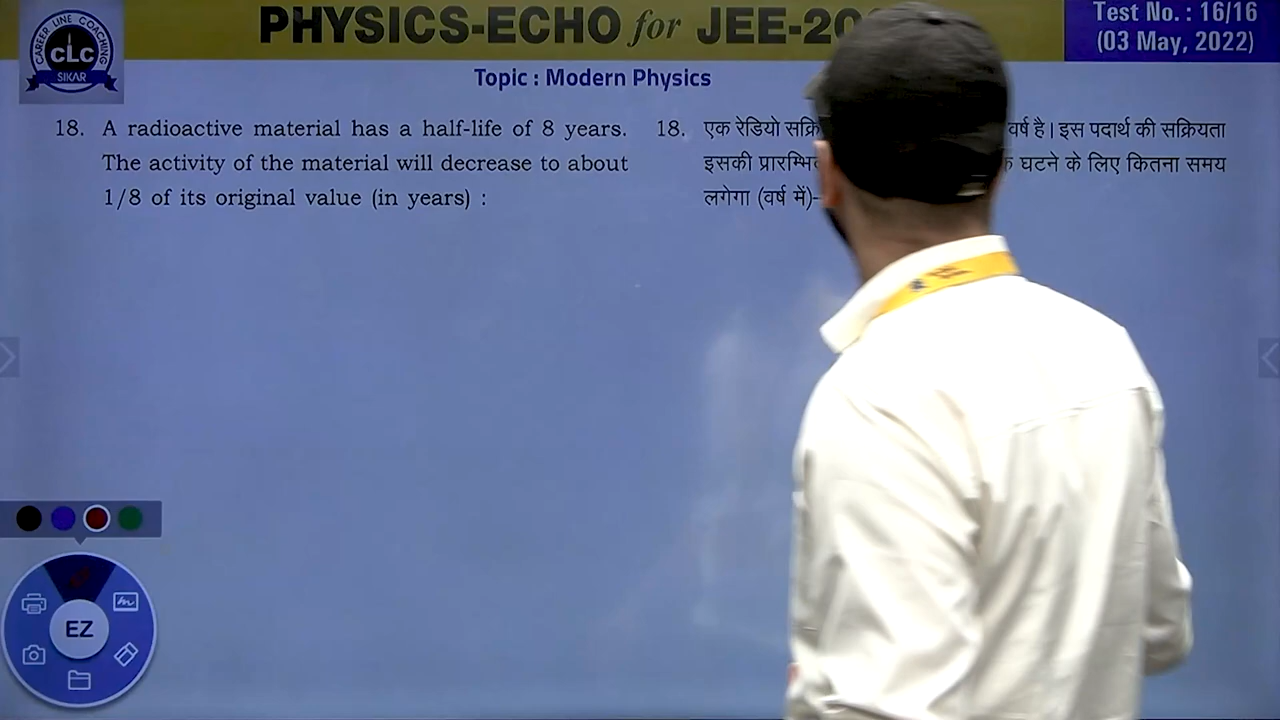 CAREER LINE COACHING
CLC
SIKAR
PHYSICS-ECHO for JEE-20
Test No. : 16/16
(03 May, 2022)
Topic : Modern Physics
18. A radioactive material has a half-life of 8 years.
The activity of the material will decrease to about
1/8 of its original value (in years) :
18. एक रेडियो वर्ष है। इस पदार्थ की सक्रियता
इसकी घटने के लिए कितना समय
लगेगा (वर्ष में)-
EZ